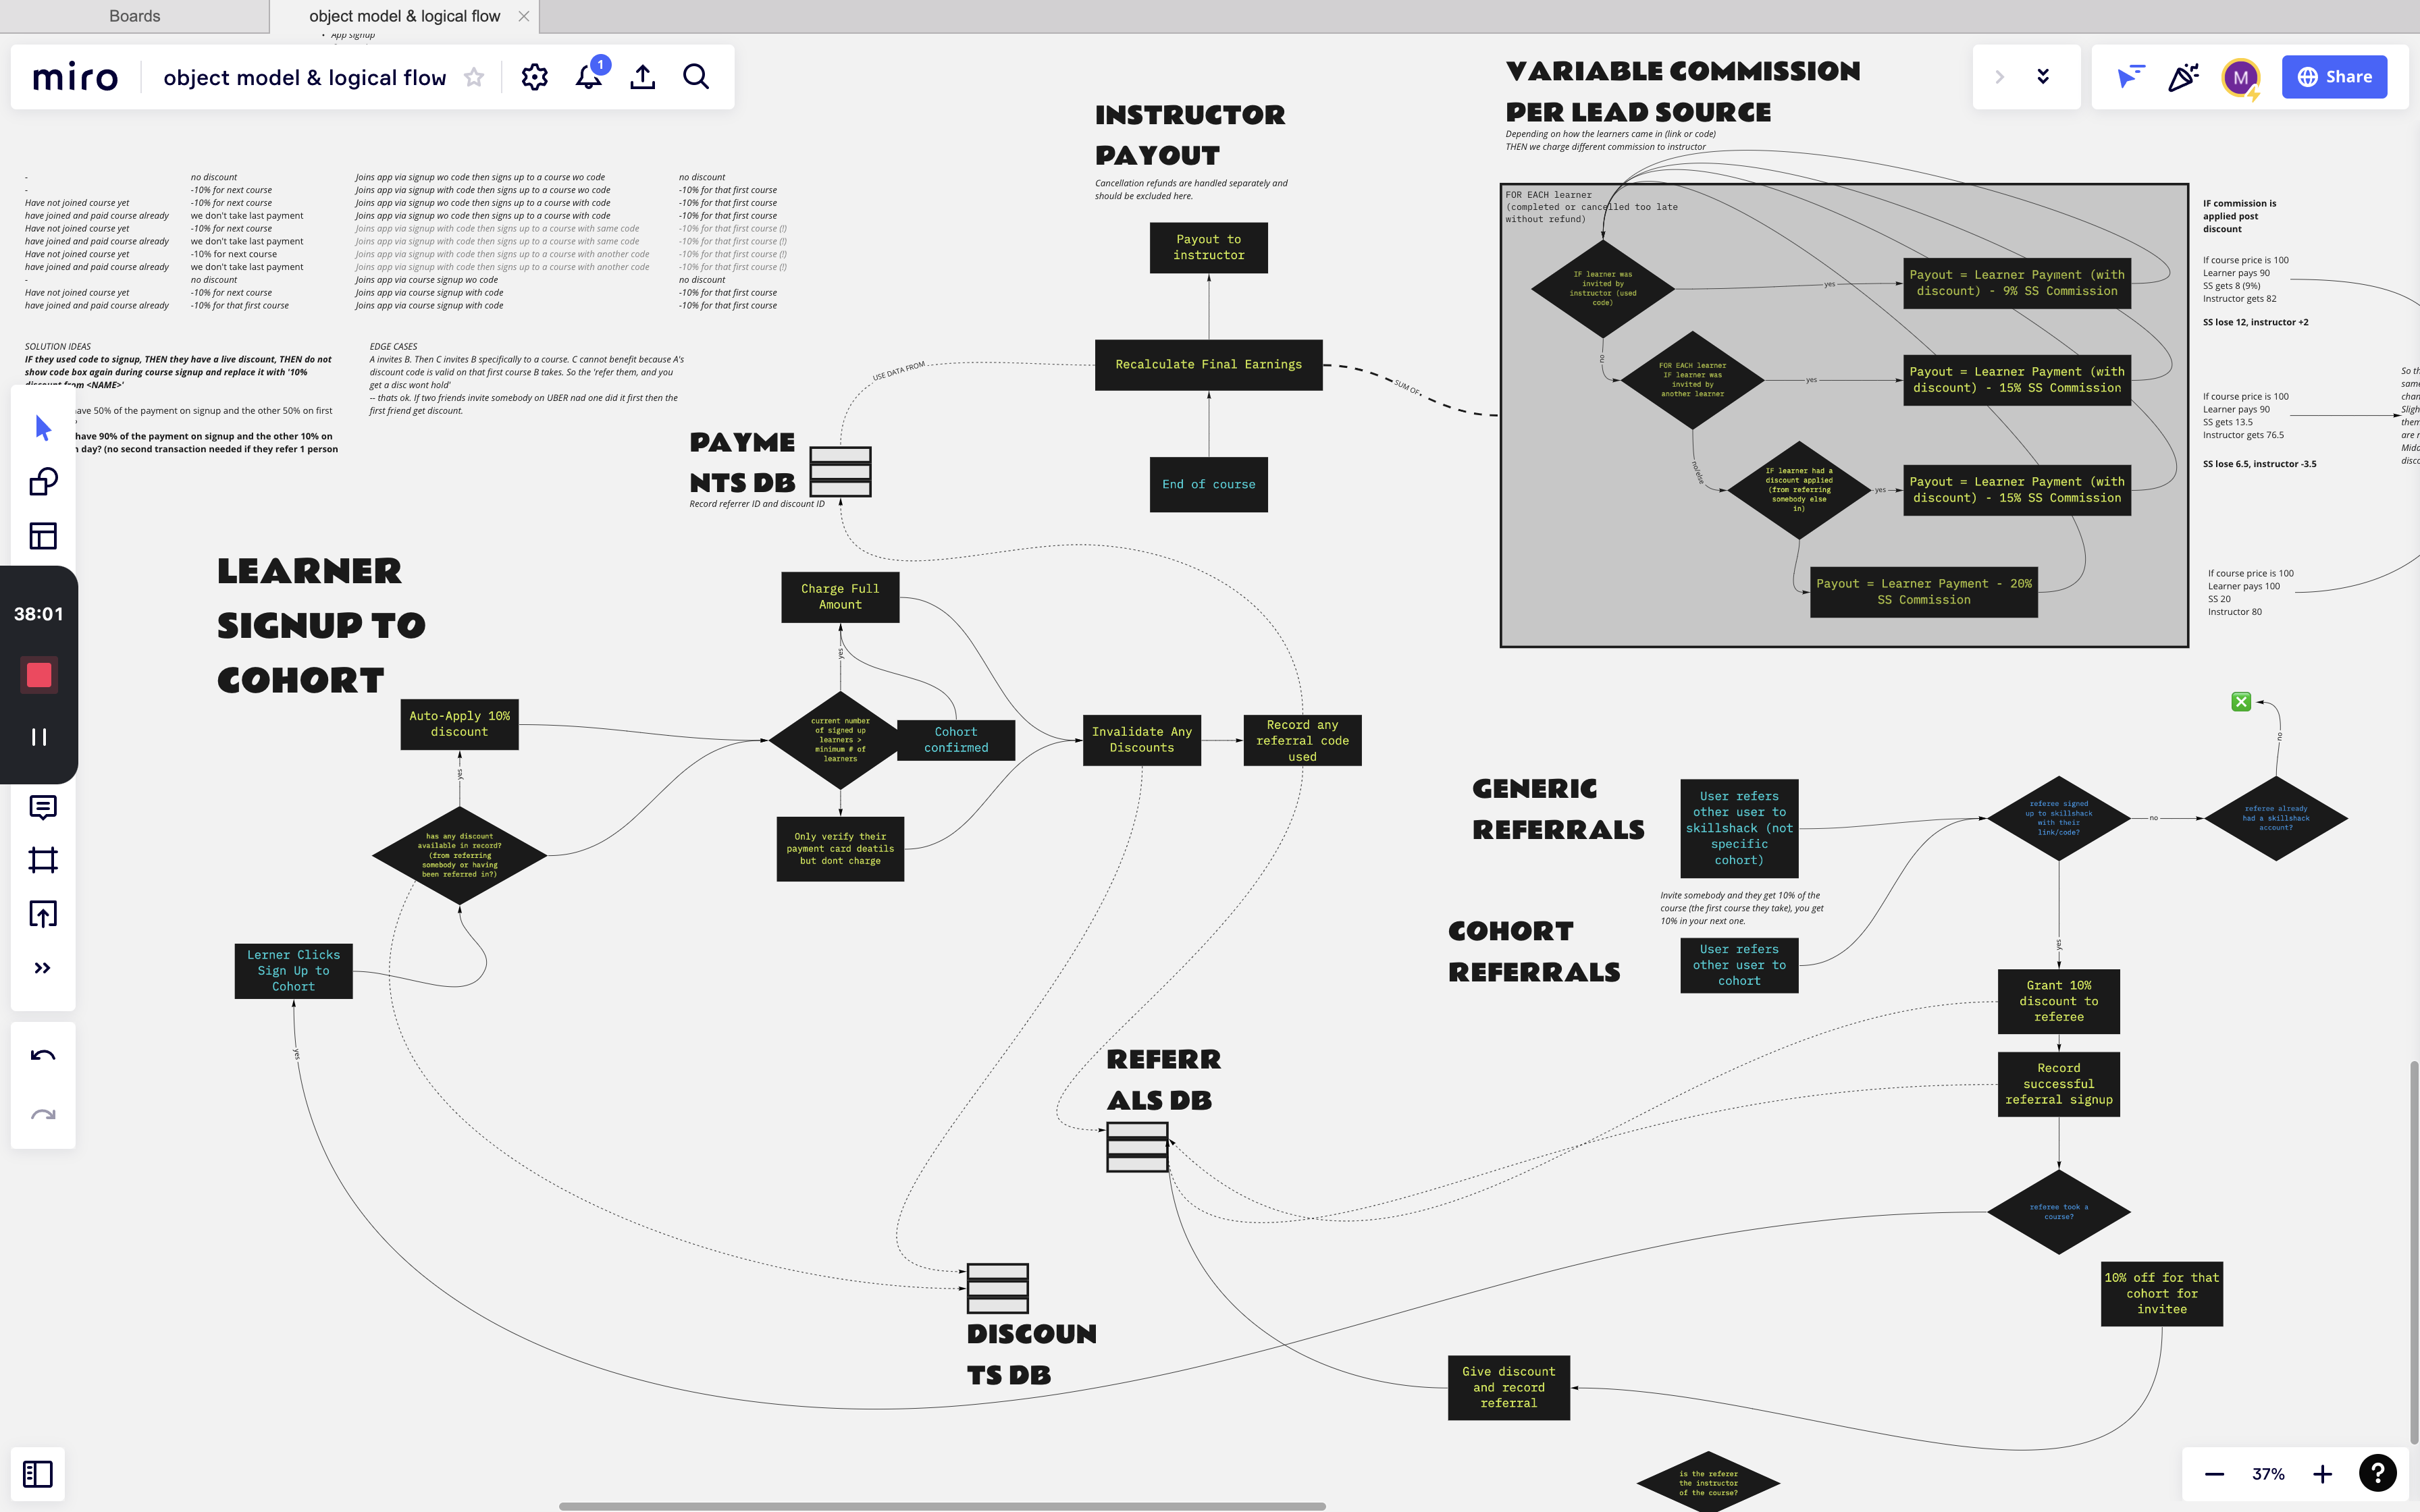 Boards
object model & logical flow
App signup
miro
object model & logical flow
1
M
Share
- no discount Joins app via signup wo code then signs up to a course wo code no discount
- -10% for next course Joins app via signup with code then signs up to a course wo code -10% for that first course
Have not joined course yet -10% for next course Joins app via signup wo code then signs up to a course with code -10% for that first course
have joined and paid course already we don't take last payment Joins app via signup wo code then signs up to a course with code -10% for that first course
Have not joined course yet -10% for next course Joins app via signup with code then signs up to a course with same code -10% for that first course (!)
have joined and paid course already we don't take last payment Joins app via signup with code then signs up to a course with same code -10% for that first course (!)
Have not joined course yet -10% for next course Joins app via signup with code then signs up to a course with another code -10% for that first course (!)
have joined and paid course already we don't take last payment Joins app via signup with code then signs up to a course with another code -10% for that first course (!)
- no discount Joins app via course signup wo code no discount
Have not joined course yet -10% for next course Joins app via course signup with code -10% for that first course
have joined and paid course already -10% for that first course Joins app via course signup with code -10% for that first course
SOLUTION IDEAS
IF they used code to signup, THEN they have a live discount, THEN do not
show code box again during course signup and replace it with '10%
discount from <NAME>'
ave 50% of the payment on signup and the other 50% on first
?
have 90% of the payment on signup and the other 10% on
n day? (no second transaction needed if they refer 1 person
EDGE CASES
A invites B. Then C invites B specifically to a course. C cannot benefit because A's
discount code is valid on that first course B takes. So the 'refer them, and you
get a disc wont hold'
-- thats ok. If two friends invite somebody on UBER nad one did it first then the
first friend get discount.
INSTRUCTOR
PAYOUT
Cancellation refunds are handled separately and
should be excluded here.
Payout to
instructor
Recalculate Final Earnings
End of course
USE DATA FROM
SUM OF
PAYME
NTS DB
Record referrer ID and discount ID
VARIABLE COMMISSION
PER LEAD SOURCE
Depending on how the learners came in (link or code)
THEN we charge different commission to instructor
FOR EACH learner
(completed or cancelled too late
without refund)
IF learner was
invited by
instructor (used
code)
yes
Payout = Learner Payment (with
discount) - 9% SS Commission
no
FOR EACH learner
IF learner was
invited by
another learner
yes
Payout = Learner Payment (with
discount) - 15% SS Commission
no/else
IF learner had a
discount applied
(from referring
somebody else
in)
yes
Payout = Learner Payment (with
discount) - 15% SS Commission
Payout = Learner Payment - 20%
SS Commission
IF commission is
applied post
discount
If course price is 100
Learner pays 90
SS gets 8 (9%)
Instructor gets 82
SS lose 12, instructor +2
If course price is 100
Learner pays 90
SS gets 13.5
Instructor gets 76.5
SS lose 6.5, instructor -3.5
If course price is 100
Learner pays 100
SS 20
Instructor 80
So th
same
chan
Sligh
them
are r
Midd
disco
38:01
LEARNER
SIGNUP TO
COHORT
Charge Full
Amount
yes
Auto-Apply 10%
discount
current number
of signed up
learners >
minimum # of
learners
Cohort
confirmed
Invalidate Any
Discounts
Record any
referral code
used
yes
has any discount
available in record?
(from referring
somebody or having
been referred in?)
Only verify their
payment card deatils
but dont charge
Lerner Clicks
Sign Up to
Cohort
yes
GENERIC
REFERRALS
User refers
other user to
skillshack (not
specific
cohort)
referee signed
up to skillshack
with their
link/code?
no
referee already
had a skillshack
account?
no
Invite somebody and they get 10% of the
course (the first course they take), you get
10% in your next one.
COHORT
REFERRALS
User refers
other user to
cohort
yes
Grant 10%
discount to
referee
Record
successful
referral signup
referee took a
course?
10% off for that
cohort for
invitee
REFERR
ALS DB
DISCOUN
TS DB
Give discount
and record
referral
is the referer
the instructor
of the course?
37%
?